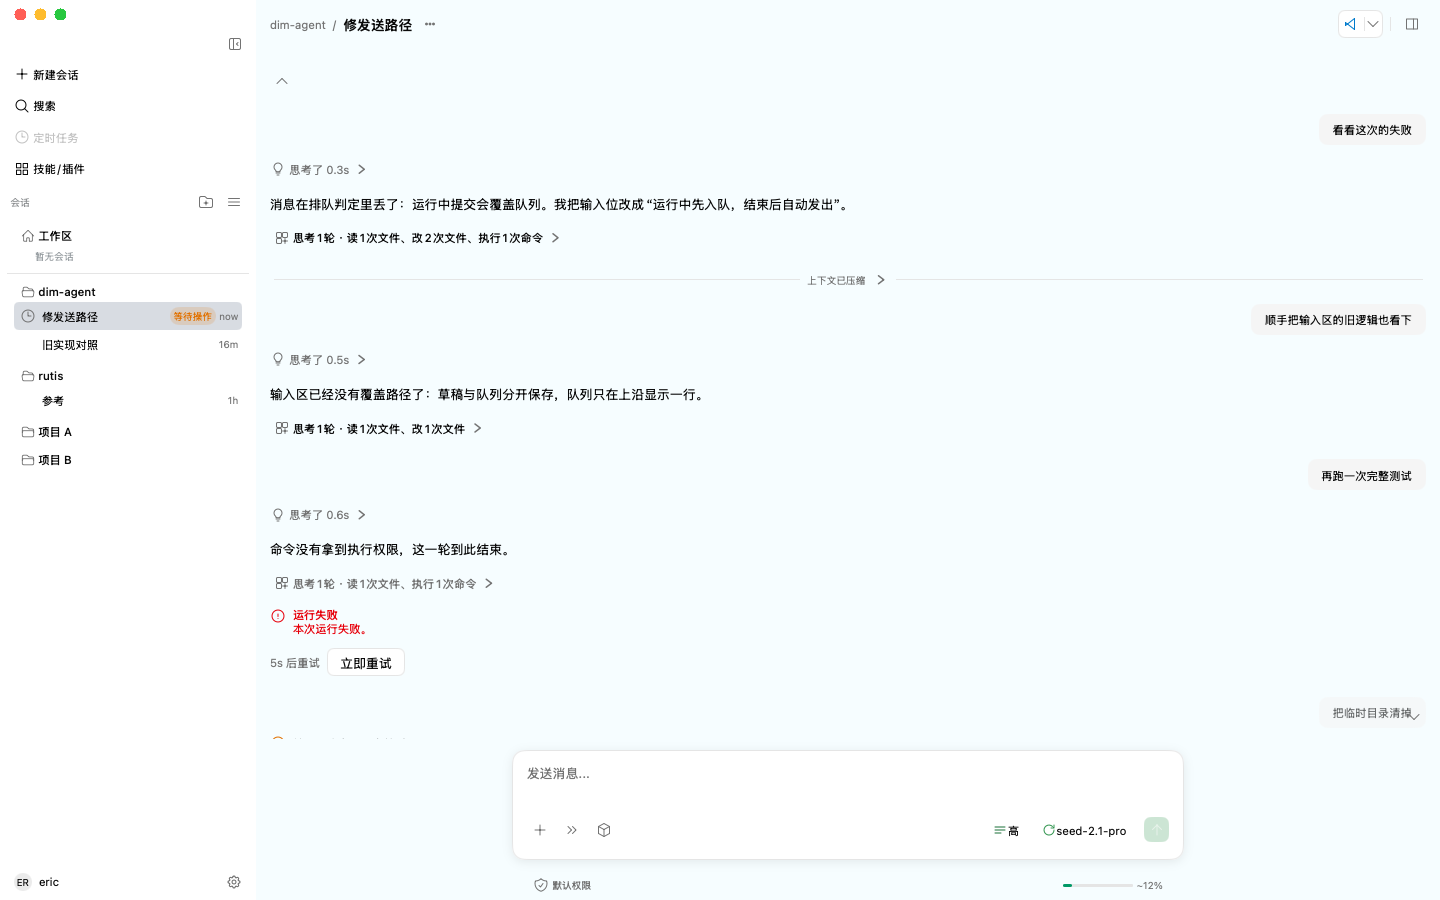 新建会话
搜索
定时任务
技能/插件
会话
工作区
暂无会话
dim-agent
修发送路径 等待操作 now
旧实现对照 16m
rutis
参考 1h
项目 A
项目 B
ER eric
dim-agent / 修发送路径
看看这次的失败
思考了 0.3s
消息在排队判定里丢了：运行中提交会覆盖队列。我把输入位改成“运行中先入队，结束后自动发出”。
思考1轮 · 读1次文件、改2次文件、执行1次命令
上下文已压缩
顺手把输入区的旧逻辑也看下
思考了 0.5s
输入区已经没有覆盖路径了：草稿与队列分开保存，队列只在上沿显示一行。
思考1轮 · 读1次文件、改1次文件
再跑一次完整测试
思考了 0.6s
命令没有拿到执行权限，这一轮到此结束。
思考1轮 · 读1次文件、执行1次命令
运行失败
本次运行失败。
5s 后重试 立即重试
把临时目录清掉
发送消息...
高 seed-2.1-pro
默认权限 ~12%